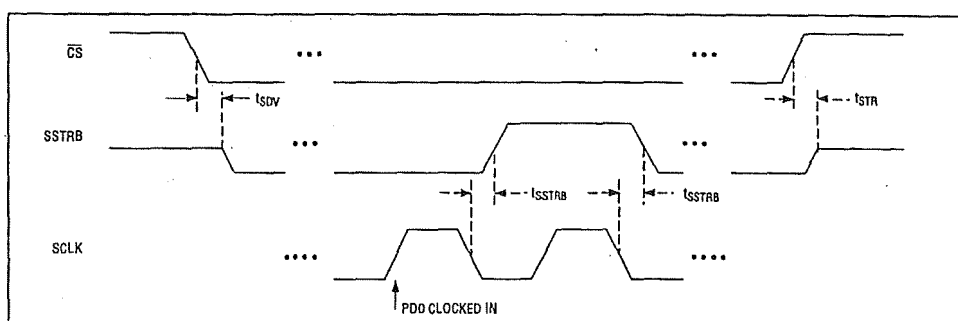 CS
tSDV
tSTR
SSTRB
tSSTRB
tSSTRB
SCLK
PDO CLOCKED IN